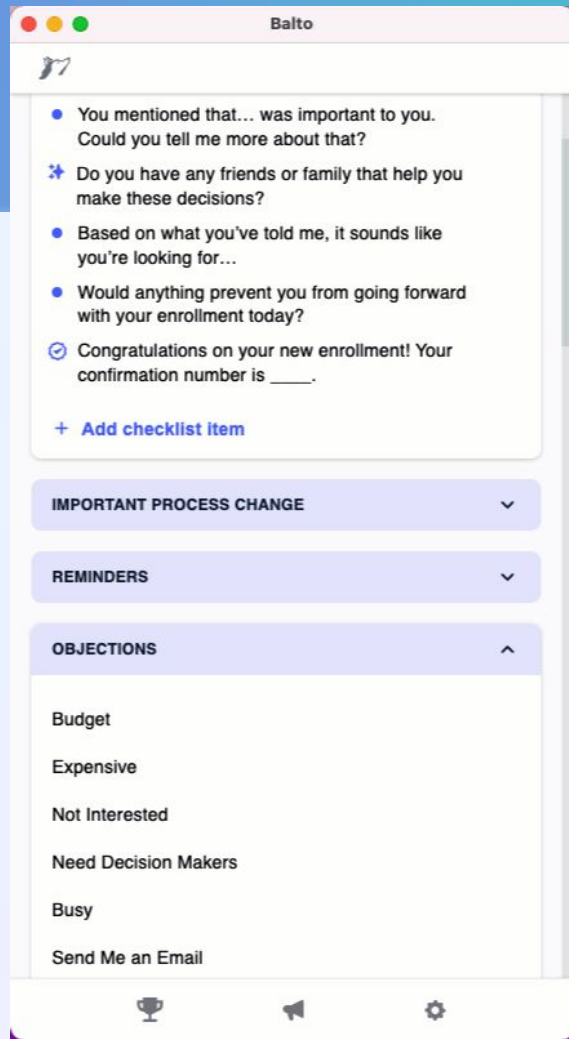 Balto
You mentioned that... was important to you.
Could you tell me more about that?
Do you have any friends or family that help you
make these decisions?
Based on what you've told me, it sounds like
you're looking for...
Would anything prevent you from going forward
with your enrollment today?
Congratulations on your new enrollment! Your
confirmation number is ____.
+ Add checklist item
IMPORTANT PROCESS CHANGE
REMINDERS
OBJECTIONS
Budget
Expensive
Not Interested
Need Decision Makers
Busy
Send Me an Email